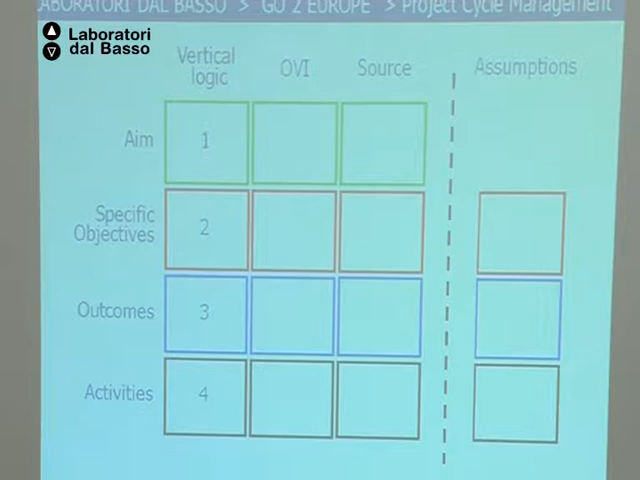 ABORATORI DAL BASSO > GO 2 EUROPE > Project Cycle Management
Laboratori
dal Basso
Vertical
logic
OVI
Source
Assumptions
Aim
1
Specific
Objectives
2
Outcomes
3
Activities
4